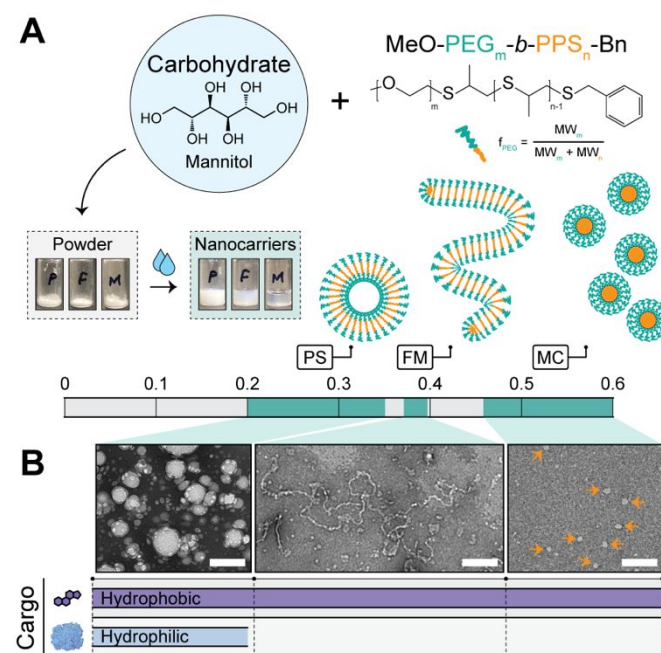 A
Carbohydrate
OH OH
HO OH
OH OH
Mannitol
+
MeO-PEGm-b-PPSn-Bn
O m S S n-1 S
fPEG = MWm / MWm + MWn
Powder
P F M
Nanocarriers
P F M
PS FM MC
0 0.1 0.2 0.3 0.4 0.5 0.6
B
Cargo
Hydrophobic
Hydrophilic